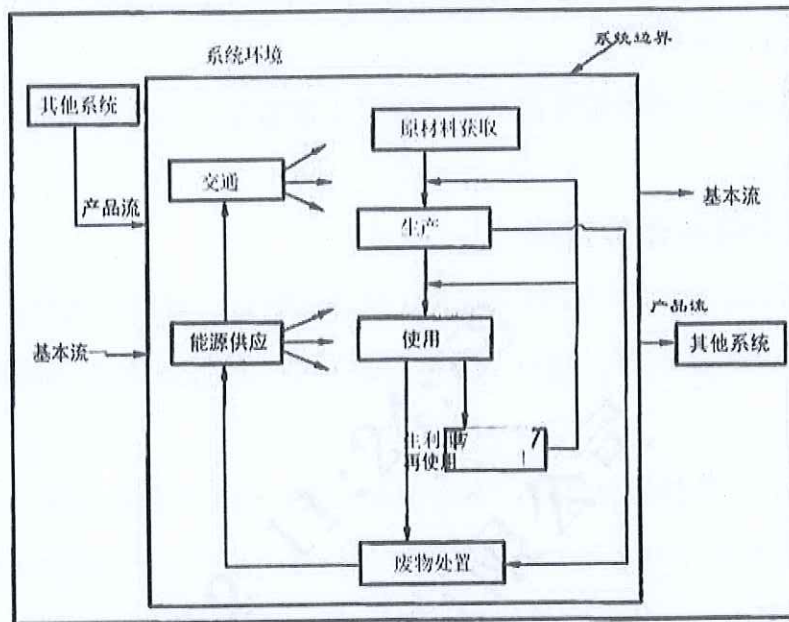 系统环境
系统边界
其他系统
原材料获取
交通
产品流
基本流
生产
产品流
能源供应
使用
基本流
其他系统
再使用
废物处置